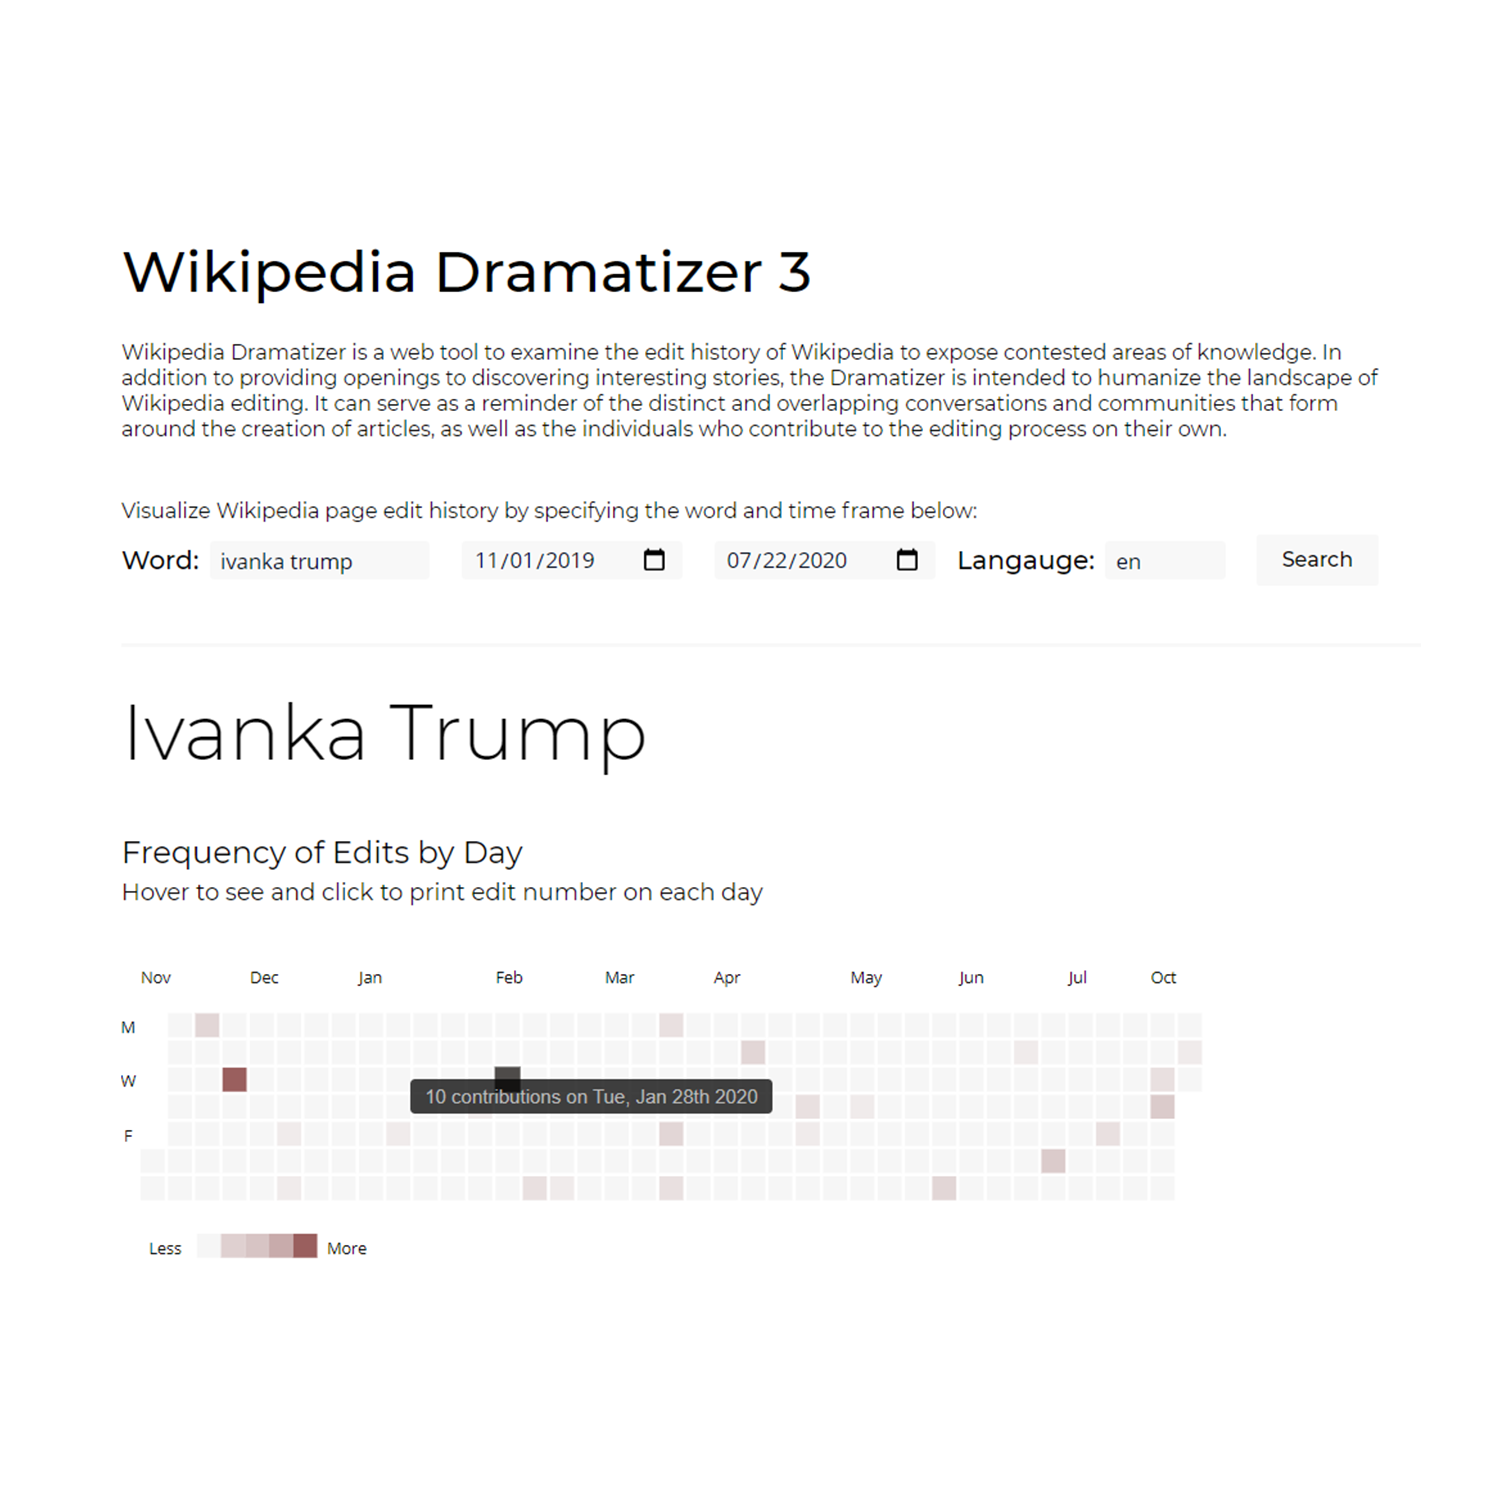 Wikipedia Dramatizer 3
Wikipedia Dramatizer is a web tool to examine the edit history of Wikipedia to expose contested areas of knowledge. In
addition to providing openings to discovering interesting stories, the Dramatizer is intended to humanize the landscape of
Wikipedia editing. It can serve as a reminder of the distinct and overlapping conversations and communities that form
around the creation of articles, as well as the individuals who contribute to the editing process on their own.
Visualize Wikipedia page edit history by specifying the word and time frame below:
Word: ivanka trump 11/01/2019 07/22/2020 Langauge: en Search
Ivanka Trump
Frequency of Edits by Day
Hover to see and click to print edit number on each day
Nov Dec Jan Feb Mar Apr May Jun Jul Oct
M
W
10 contributions on Tue, Jan 28th 2020
F
Less More